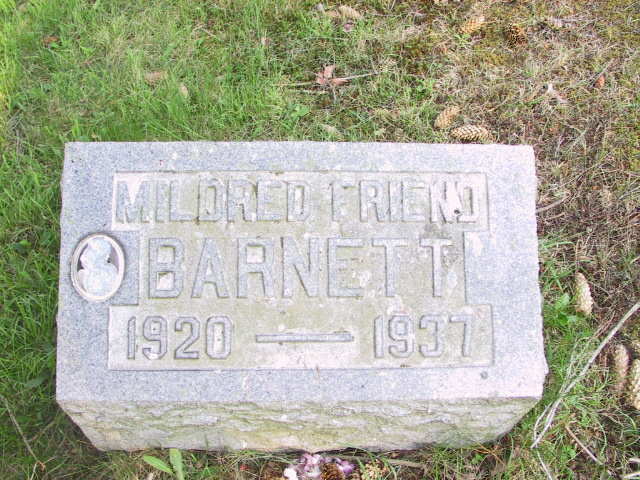 MILDRED FRIEND
BARNETT
1920 — 1937